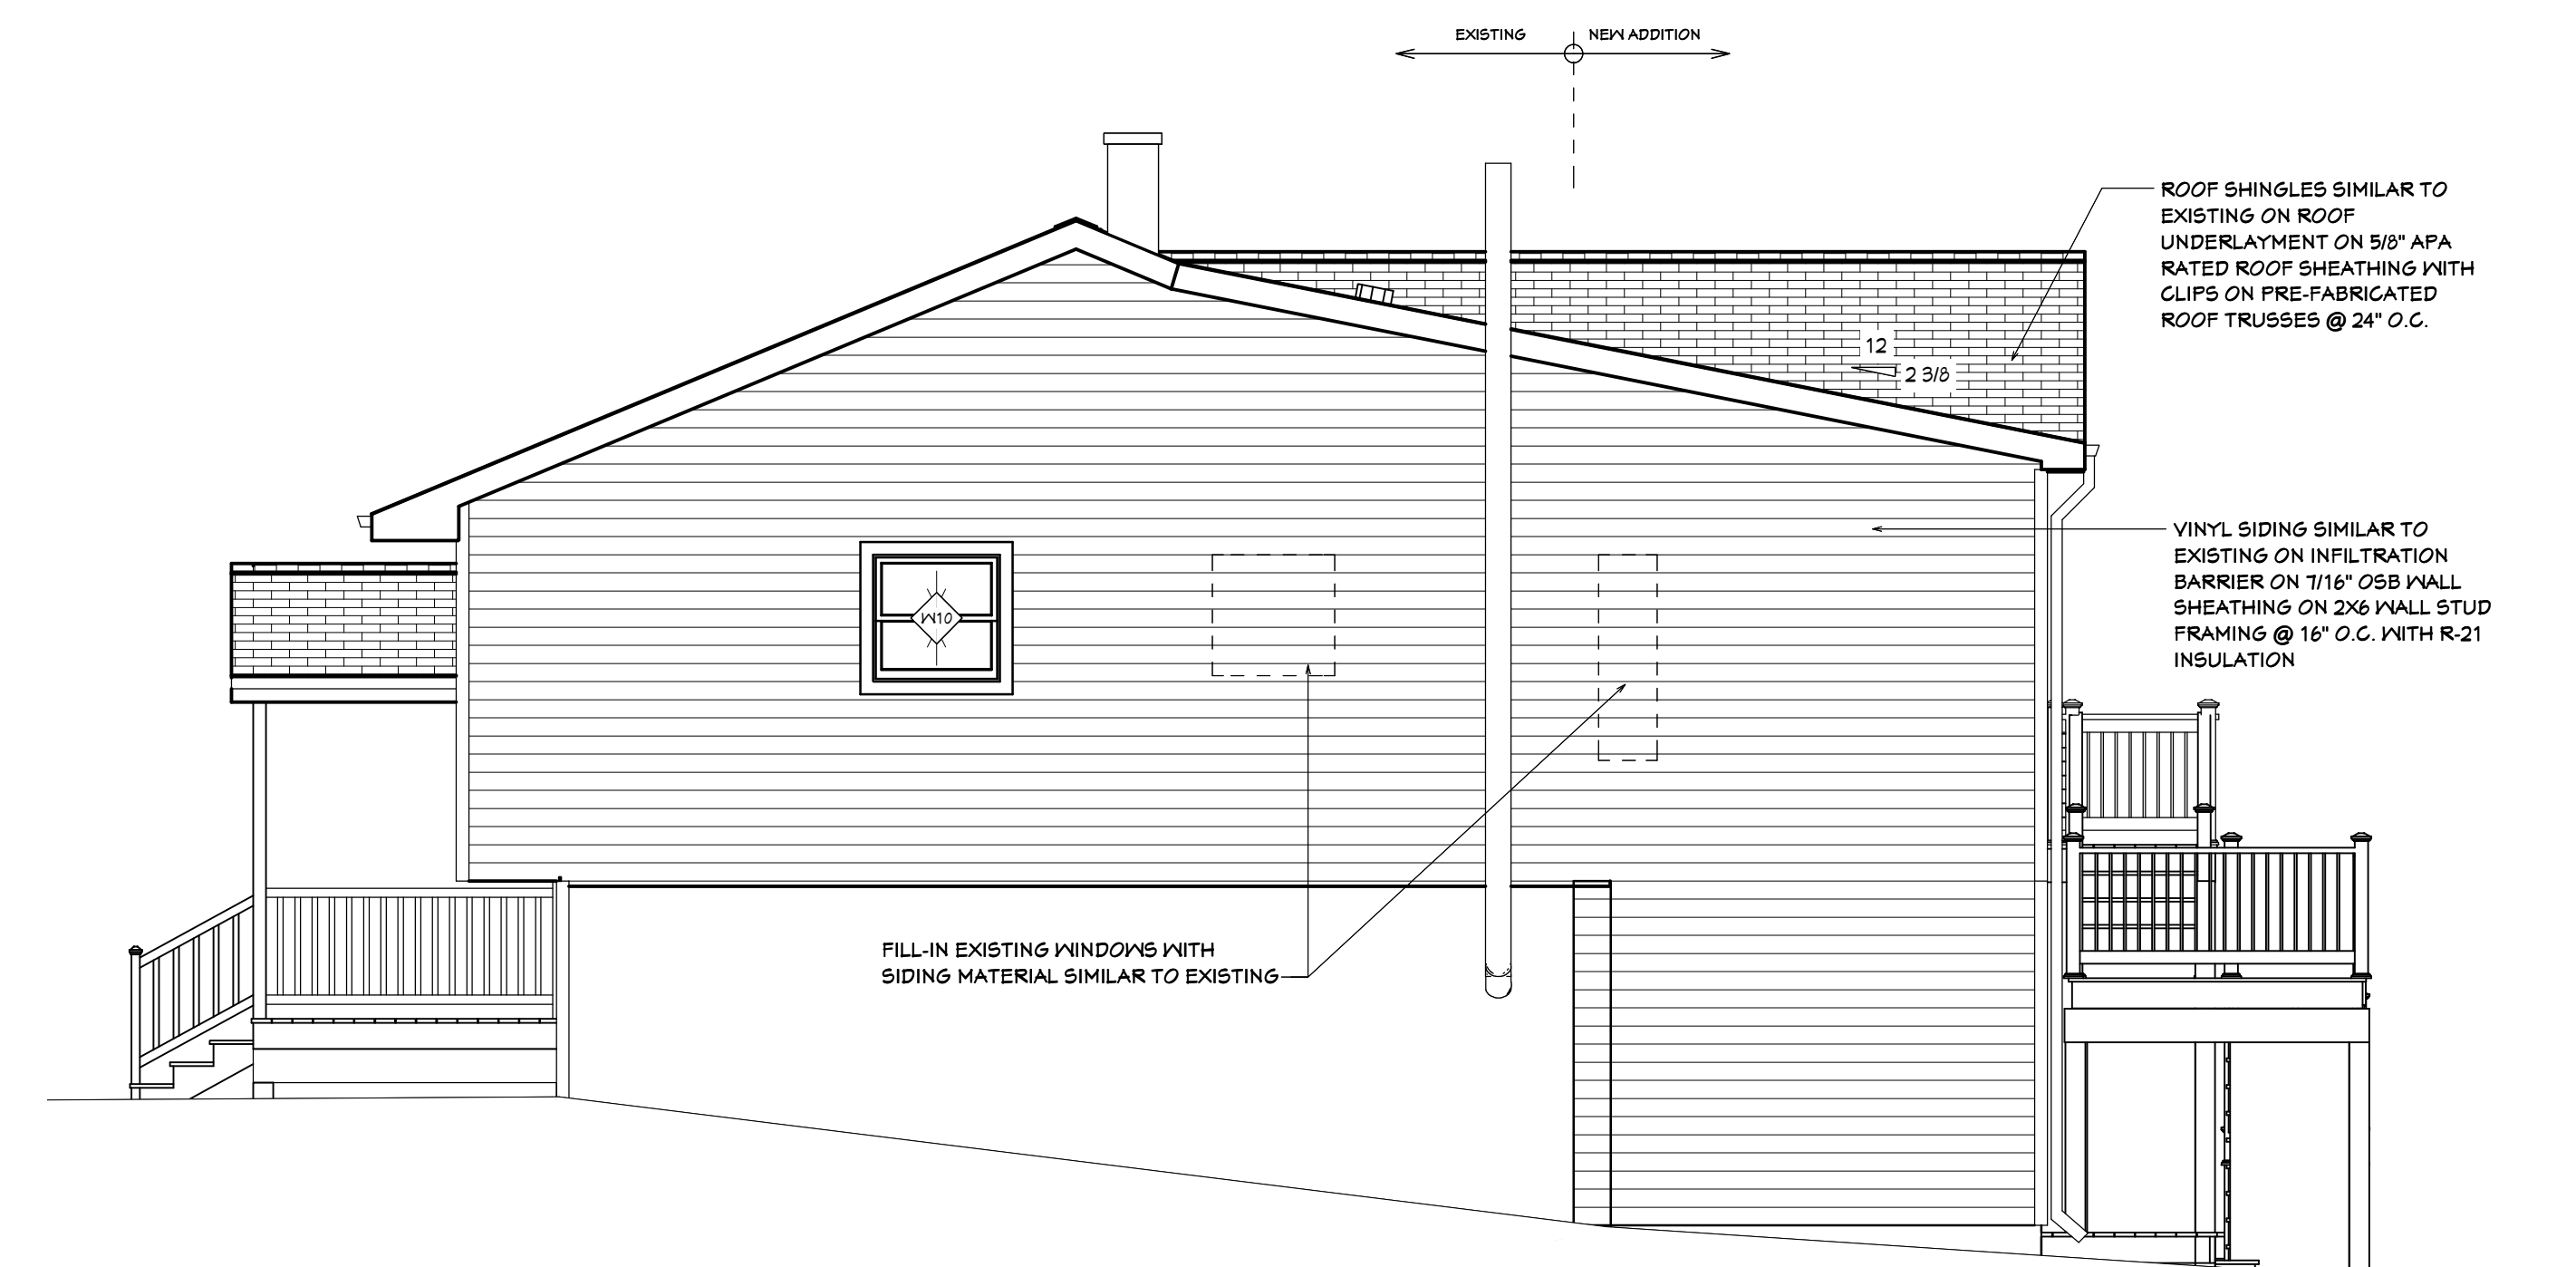 EXISTING
NEW ADDITION
ROOF SHINGLES SIMILAR TO
EXISTING ON ROOF
UNDERLAYMENT ON 5/8" APA
RATED ROOF SHEATHING WITH
CLIPS ON PRE-FABRICATED
ROOF TRUSSES @ 24" O.C.
12
2 3/8
VINYL SIDING SIMILAR TO
EXISTING ON INFILTRATION
BARRIER ON 7/16" OSB WALL
SHEATHING ON 2X6 WALL STUD
FRAMING @ 16" O.C. WITH R-21
INSULATION
W10
FILL-IN EXISTING WINDOWS WITH
SIDING MATERIAL SIMILAR TO EXISTING